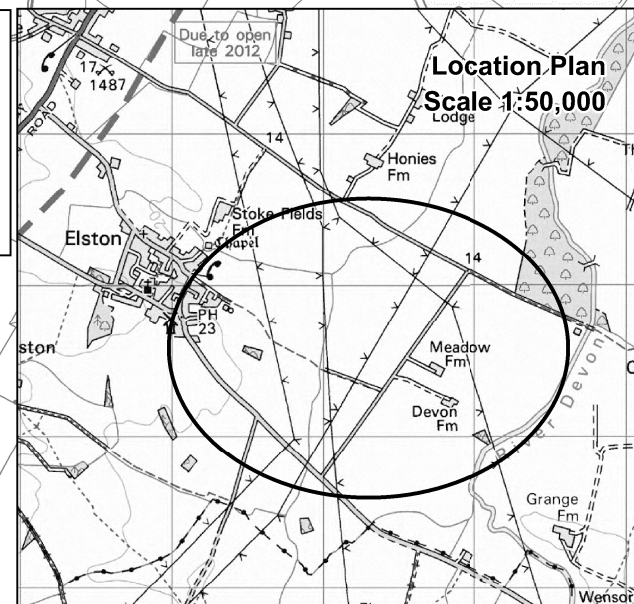 Due to open
late 2012
Location Plan
Scale 1:50,000
17
1487
ROAD
Lodge
14
Honies
Fm
Stoke Fields
Fm
Chapel
Elston
14
PH
23
ston
Meadow
Fm
Devon
Fm
River Devon
Grange
Fm
Wensor